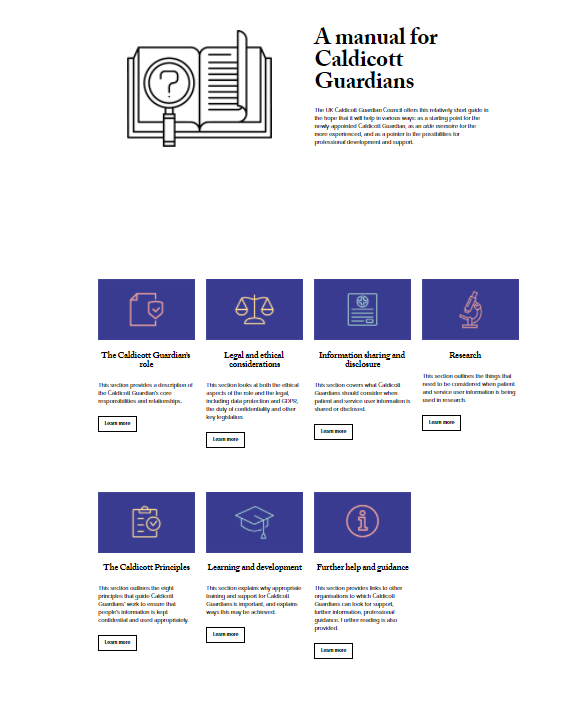 A manual for
Caldicott
Guardians
The UK Caldicott Guardian Council offers this relatively short guide in
the hope that it will help in various ways: as a starting point for the
newly-appointed Caldicott Guardian, as an aide memoire for the
more experienced, and as a pointer to the possibilities for
professional development and support.
The Caldicott Guardian's
role
This section provides a description of
the Caldicott Guardian's core
responsibilities and relationships.
Learn more
Legal and ethical
considerations
This section looks at both the ethical
aspects of the role and the legal,
including data protection and GDPR,
the duty of confidentiality and other
key legislation.
Learn more
Information sharing and
disclosure
This section covers what Caldicott
Guardians should consider when
patient and service user information is
shared or disclosed.
Learn more
Research
This section outlines the things that
need to be considered when patient
and service user information is being
used in research.
Learn more
The Caldicott Principles
This section outlines the eight
principles that guide Caldicott
Guardians' work to ensure that
people's information is kept
confidential and used appropriately.
Learn more
Learning and development
This section explains why appropriate
training and support for Caldicott
Guardians is important, and explains
ways this may be achieved.
Learn more
Further help and guidance
This section provides links to other
organisations to which Caldicott
Guardians can look for support,
further information, professional
guidance. Further reading is also
provided.
Learn more